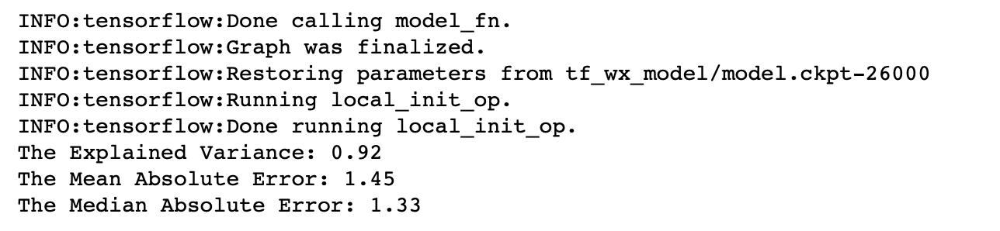 INFO:tensorflow:Done calling model_fn.
INFO:tensorflow:Graph was finalized.
INFO:tensorflow:Restoring parameters from tf_wx_model/model.ckpt-26000
INFO:tensorflow:Running local_init_op.
INFO:tensorflow:Done running local_init_op.
The Explained Variance: 0.92
The Mean Absolute Error: 1.45
The Median Absolute Error: 1.33